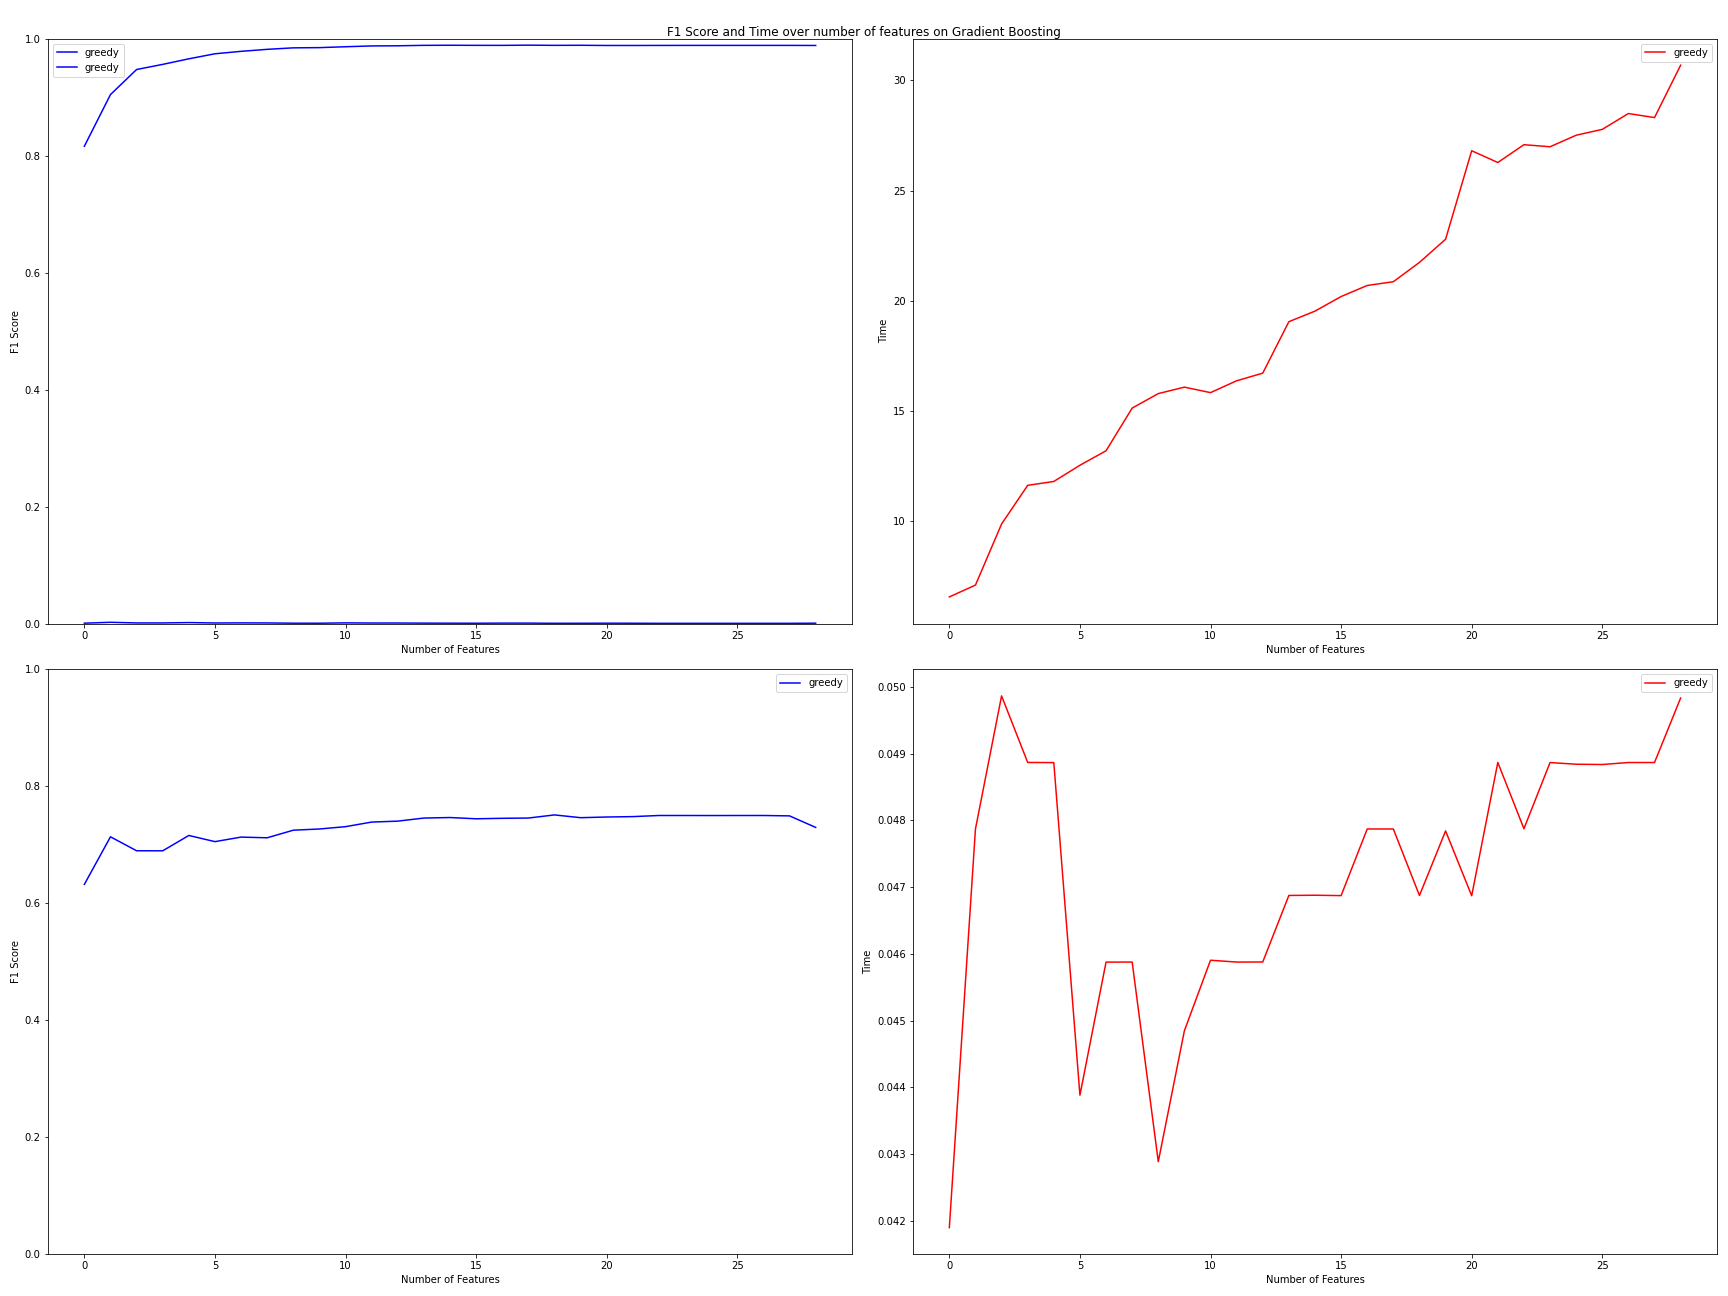 F1 Score and Time over number of features on Gradient Boosting
greedy
greedy
1.0
0.8
0.6
0.4
0.2
0.0
F1 Score
0 5 10 15 20 25
Number of Features
greedy
30
25
20
15
10
Time
0 5 10 15 20 25
Number of Features
greedy
1.0
0.8
0.6
0.4
0.2
0.0
F1 Score
0 5 10 15 20 25
Number of Features
greedy
0.050
0.049
0.048
0.047
0.046
0.045
0.044
0.043
0.042
Time
0 5 10 15 20 25
Number of Features